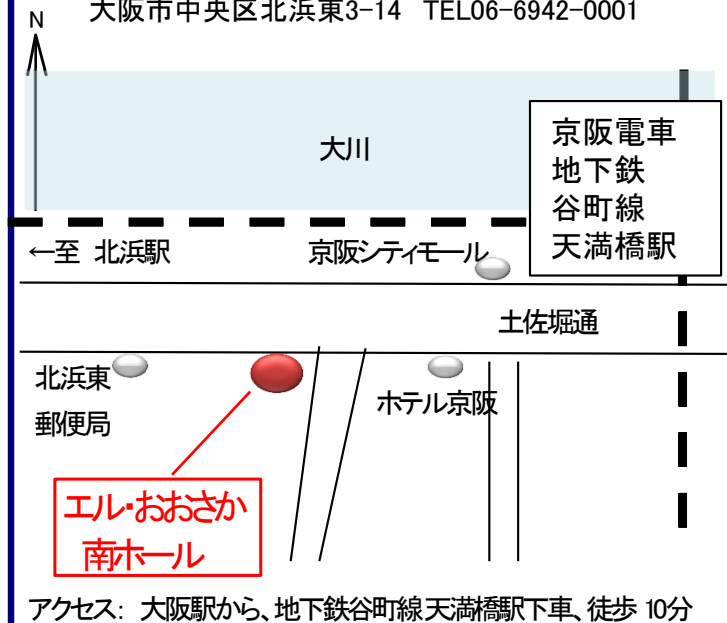 大阪市中央区北浜東3-14 TEL06-6942-0001
N
大川
京阪電車
地下鉄
谷町線
天満橋駅
←至 北浜駅
京阪シティモール
土佐堀通
北浜東
郵便局
ホテル京阪
エル・おおさか
南ホール
アクセス: 大阪駅から、地下鉄谷町線天満橋駅下車、徒歩 10分